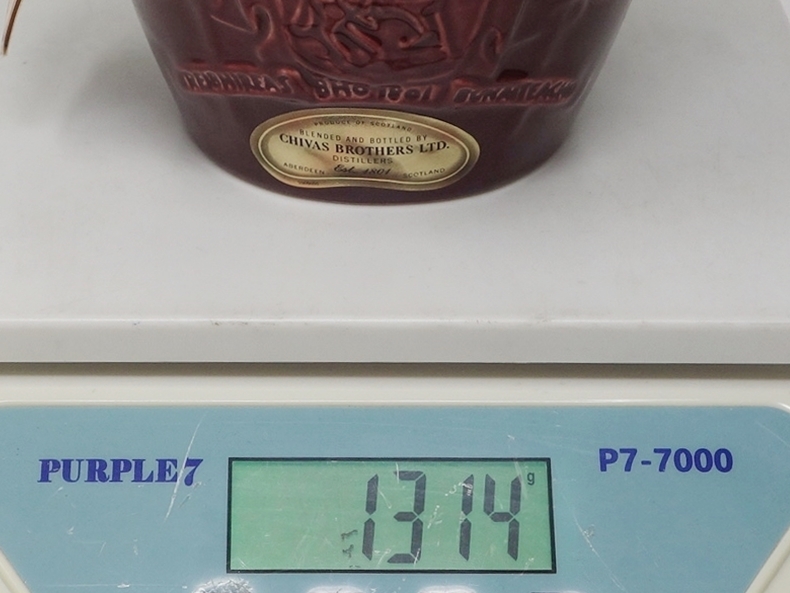 PRODUCE OF SCOTLAND
BLENDED AND BOTTLED BY
CHIVAS BROTHERS LTD.
DISTILLERS
ABERDEEN Est. 1801 SCOTLAND
PURPLE7
P7-7000
1314 g